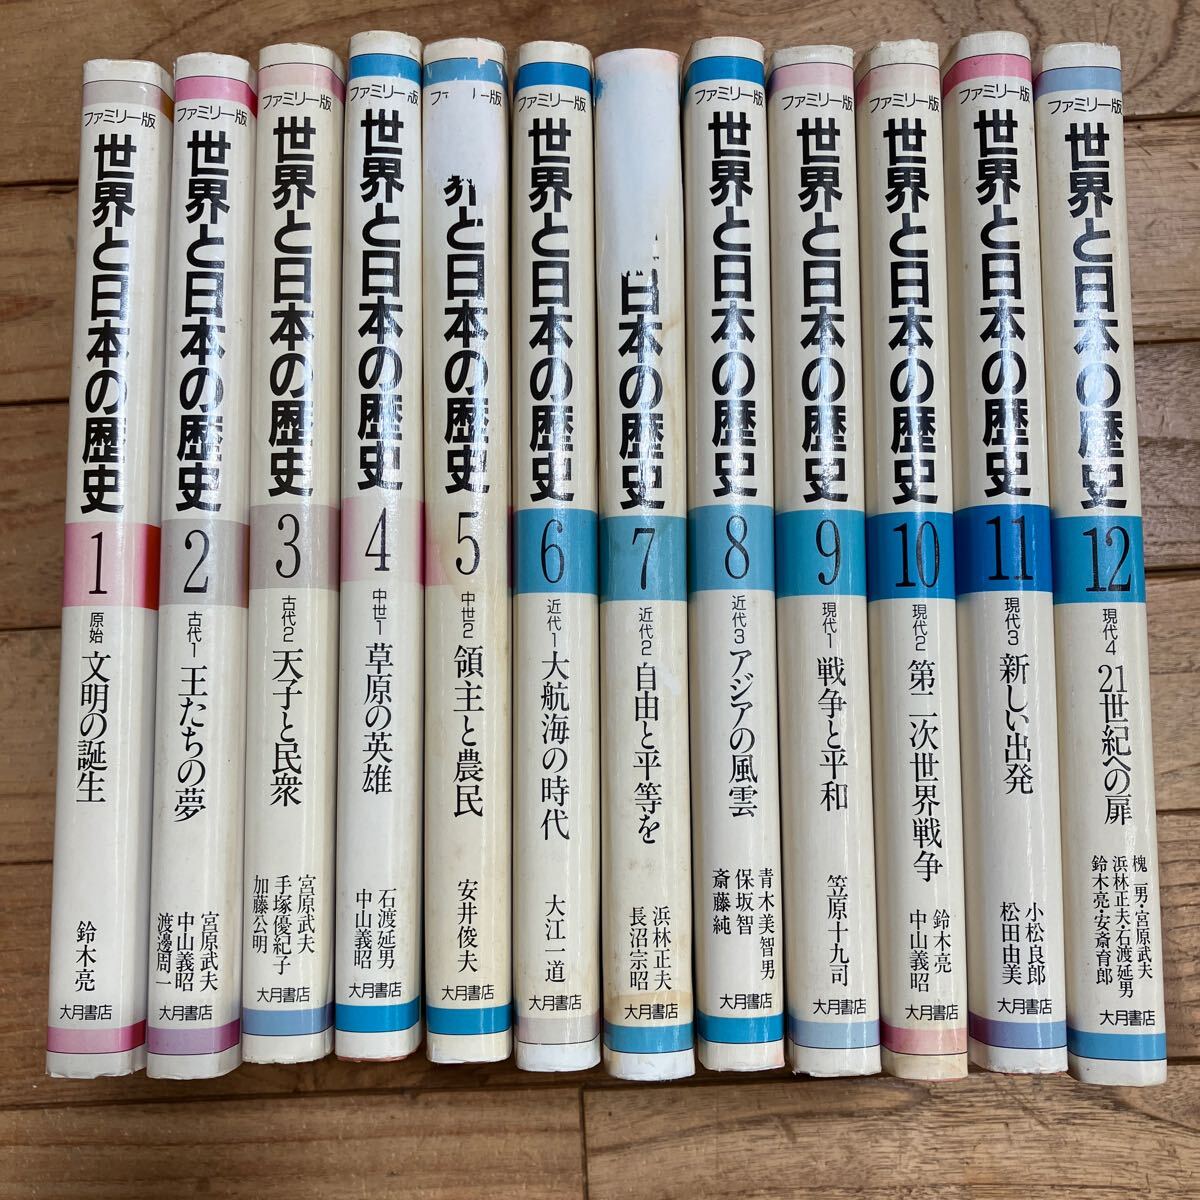 ファミリー版
世界と日本の歴史
1
原始
文明の誕生
鈴木亮
大月書店
ファミリー版
世界と日本の歴史
2
古代1
王たちの夢
宮原武夫
中山義昭
渡邊周一
大月書店
ファミリー版
世界と日本の歴史
3
古代2
天子と民衆
宮原武夫
手塚優紀子
加藤公明
大月書店
ファミリー版
世界と日本の歴史
4
中世1
草原の英雄
石渡延男
中山義昭
大月書店
ファ リー版
界と日本の歴史
5
中世2
領主と農民
安井俊夫
大月書店
ファミリー版
世界と日本の歴史
6
近代1
大航海の時代
大江一道
大月書店
日本の歴史
7
近代2
自由と平等を
浜林正夫
長沼宗昭
大月書店
ファミリー版
世界と日本の歴史
8
近代3
アジアの風雲
青木美智男
保坂智
斎藤純
大月書店
ファミリー版
世界と日本の歴史
9
現代1
戦争と平和
笠原十九司
大月書店
ファミリー版
世界と日本の歴史
10
現代2
第二次世界戦争
鈴木亮
中山義昭
大月書店
ファミリー版
世界と日本の歴史
11
現代3
新しい出発
小松良郎
松田由美
大月書店
ファミリー版
世界と日本の歴史
12
現代4
21世紀への扉
槐一男・宮原武夫
浜林正夫・石渡延男
鈴木亮・安斎育郎
大月書店